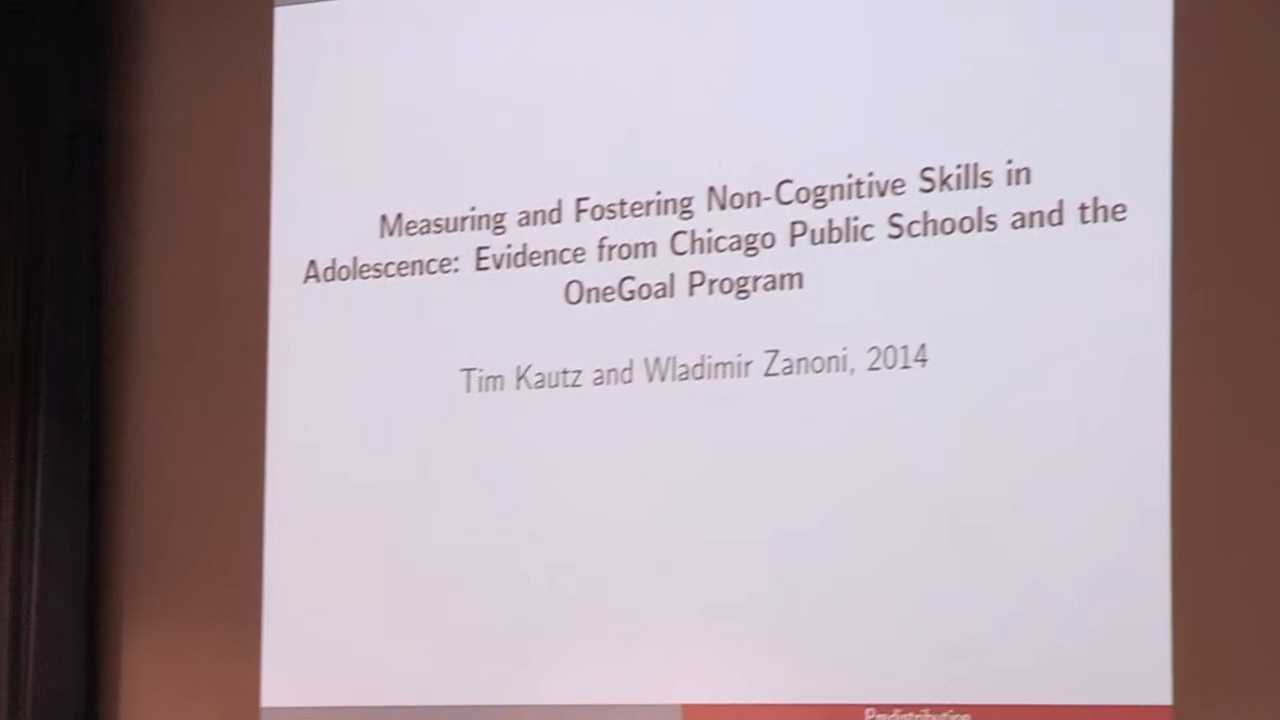 Measuring and Fostering Non-Cognitive Skills in
Adolescence: Evidence from Chicago Public Schools and the
OneGoal Program
Tim Kautz and Wladimir Zanoni, 2014
Predistribution